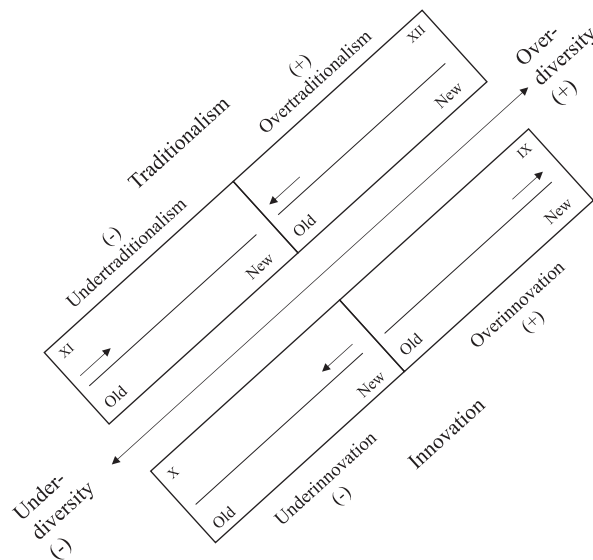 XII
Over-
diversity
(+)
(+)
Overtraditionalism
New
Traditionalism
IX
New
Old
(-)
Undertraditionalism
New
Overinnovation
(+)
Old
XI
Old
New
Innovation
X
Old
Underinnovation
(-)
Under-
diversity
(-)